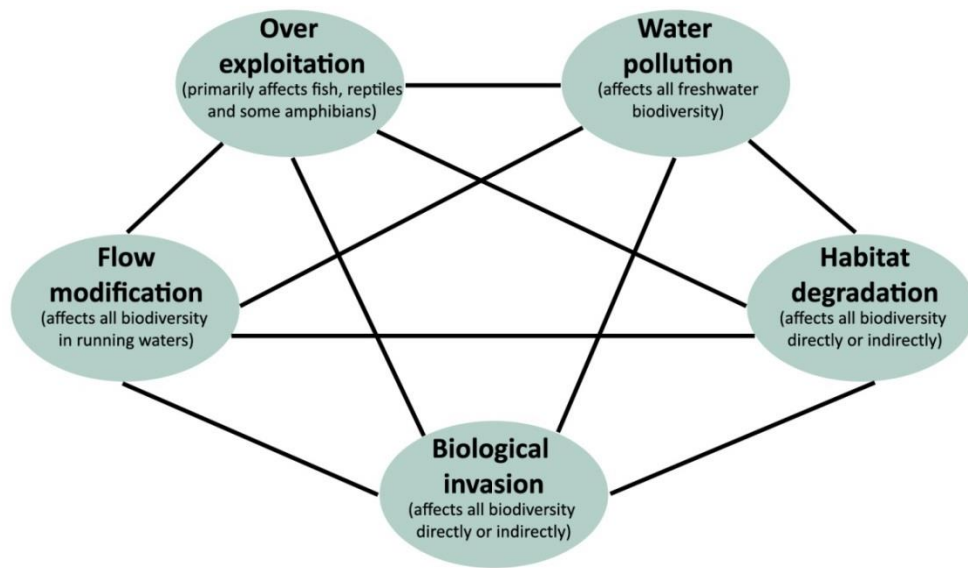 Over
exploitation
(primarily affects fish, reptiles
and some amphibians)
Water
pollution
(affects all freshwater
biodiversity)
Flow
modification
(affects all biodiversity
in running waters)
Habitat
degradation
(affects all biodiversity
directly or indirectly)
Biological
invasion
(affects all biodiversity
directly or indirectly)